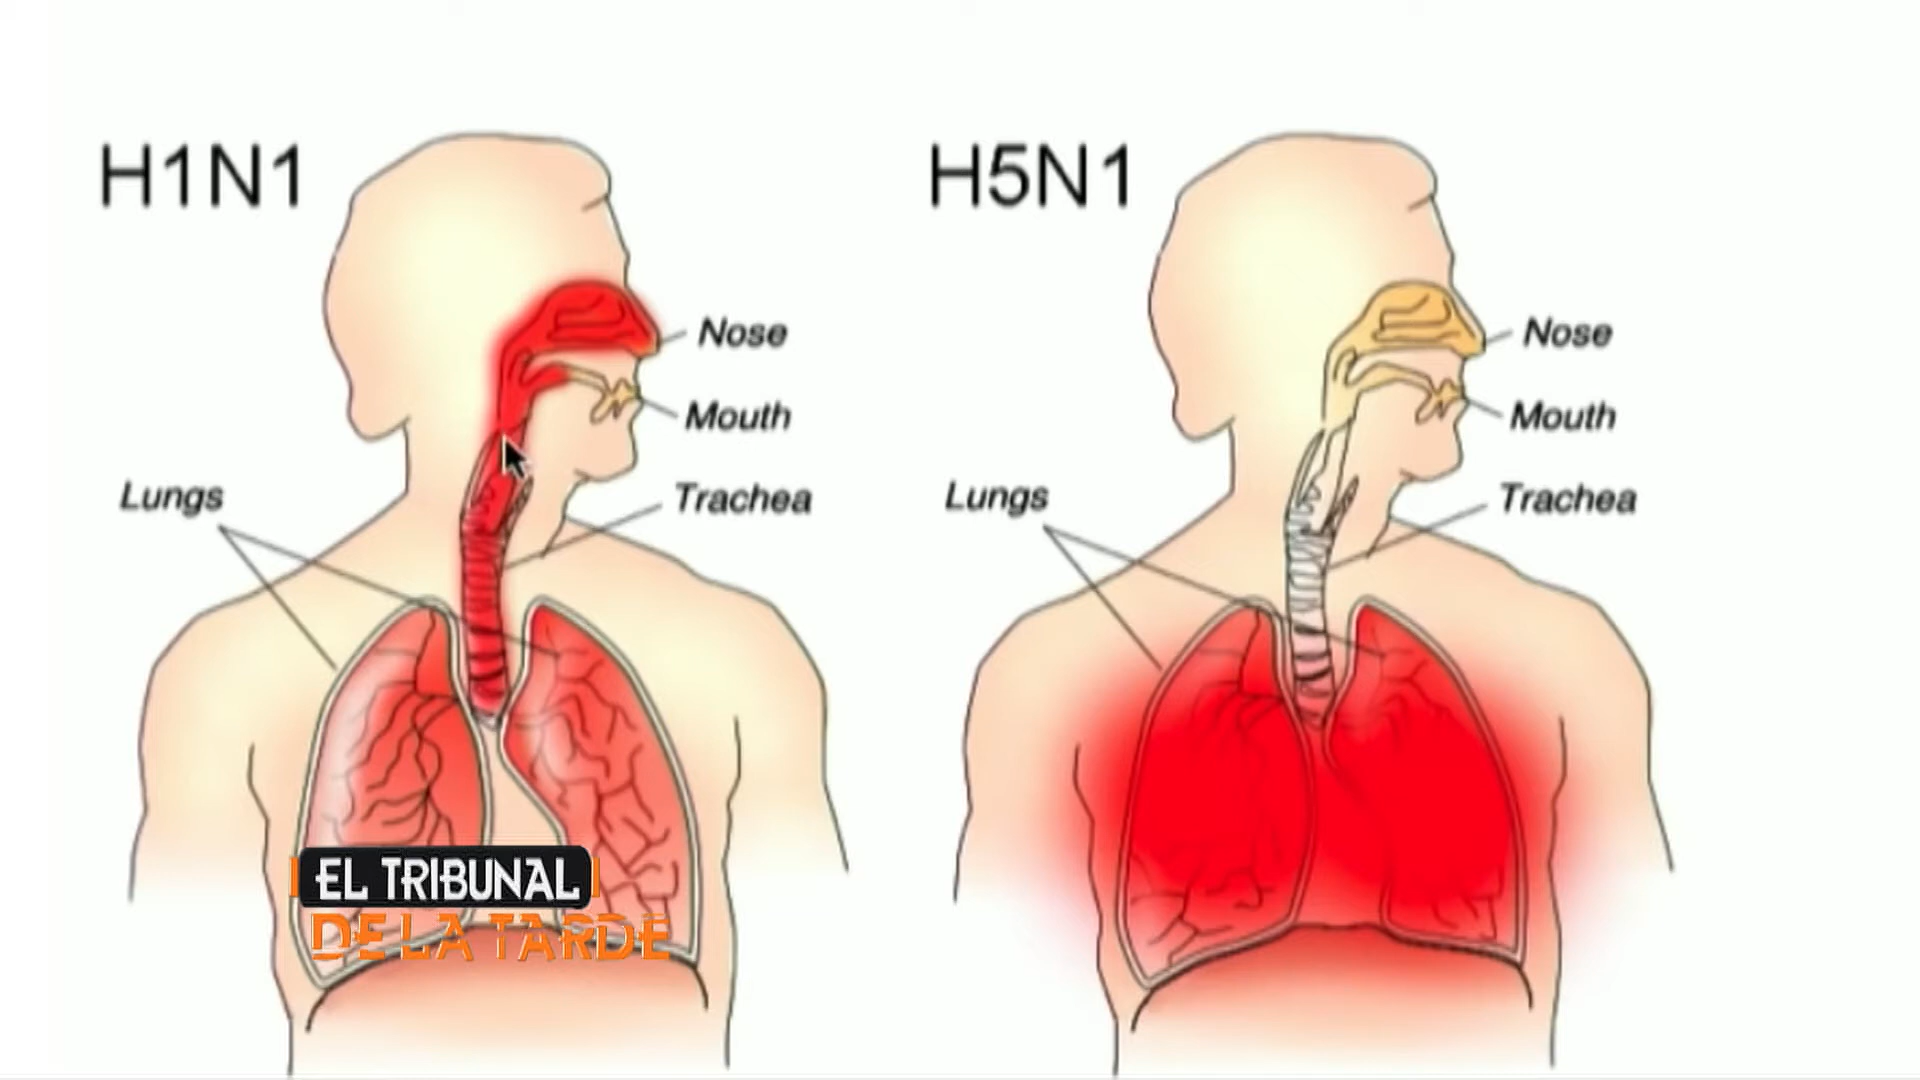 H1N1
Nose
Mouth
Trachea
Lungs
H5N1
Nose
Mouth
Trachea
Lungs
EL TRIBUNAL
DE LA TARDE